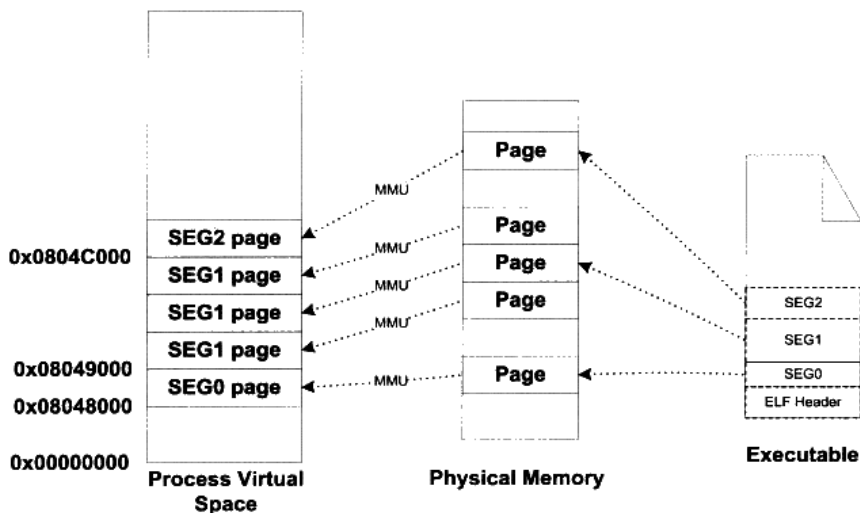 Page
MMU
SEG2 page
0x0804C000
Page
MMU
SEG1 page
Page
MMU
SEG1 page
Page
MMU
SEG1 page
0x08049000
SEG0 page
MMU
Page
0x08048000
0x00000000
SEG2
SEG1
SEG0
ELF Header
Process Virtual
Space
Physical Memory
Executable